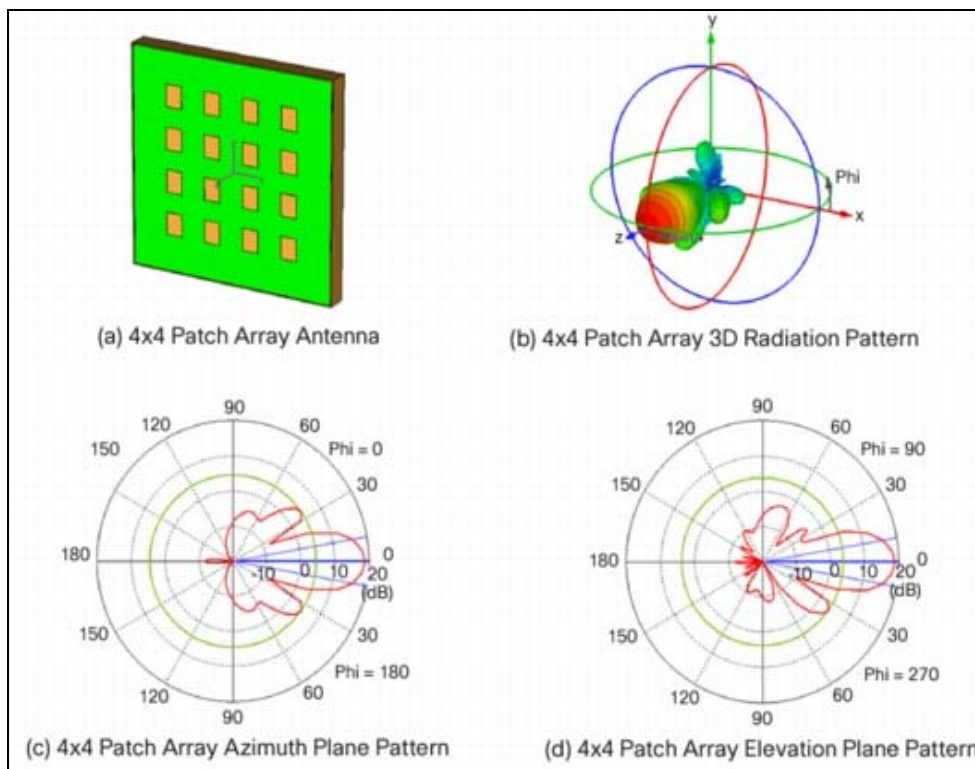 y
Phi
x
z
(a) 4x4 Patch Array Antenna
(b) 4x4 Patch Array 3D Radiation Pattern
90
120
60
150
Phi = 0
30
180
-10
0
10
20
0
(dB)
150
30
Phi = 180
120
60
90
(c) 4x4 Patch Array Azimuth Plane Pattern
90
120
60
150
Phi = 90
30
180
-10
0
10
20
0
(dB)
150
30
Phi = 270
120
60
90
(d) 4x4 Patch Array Elevation Plane Pattern